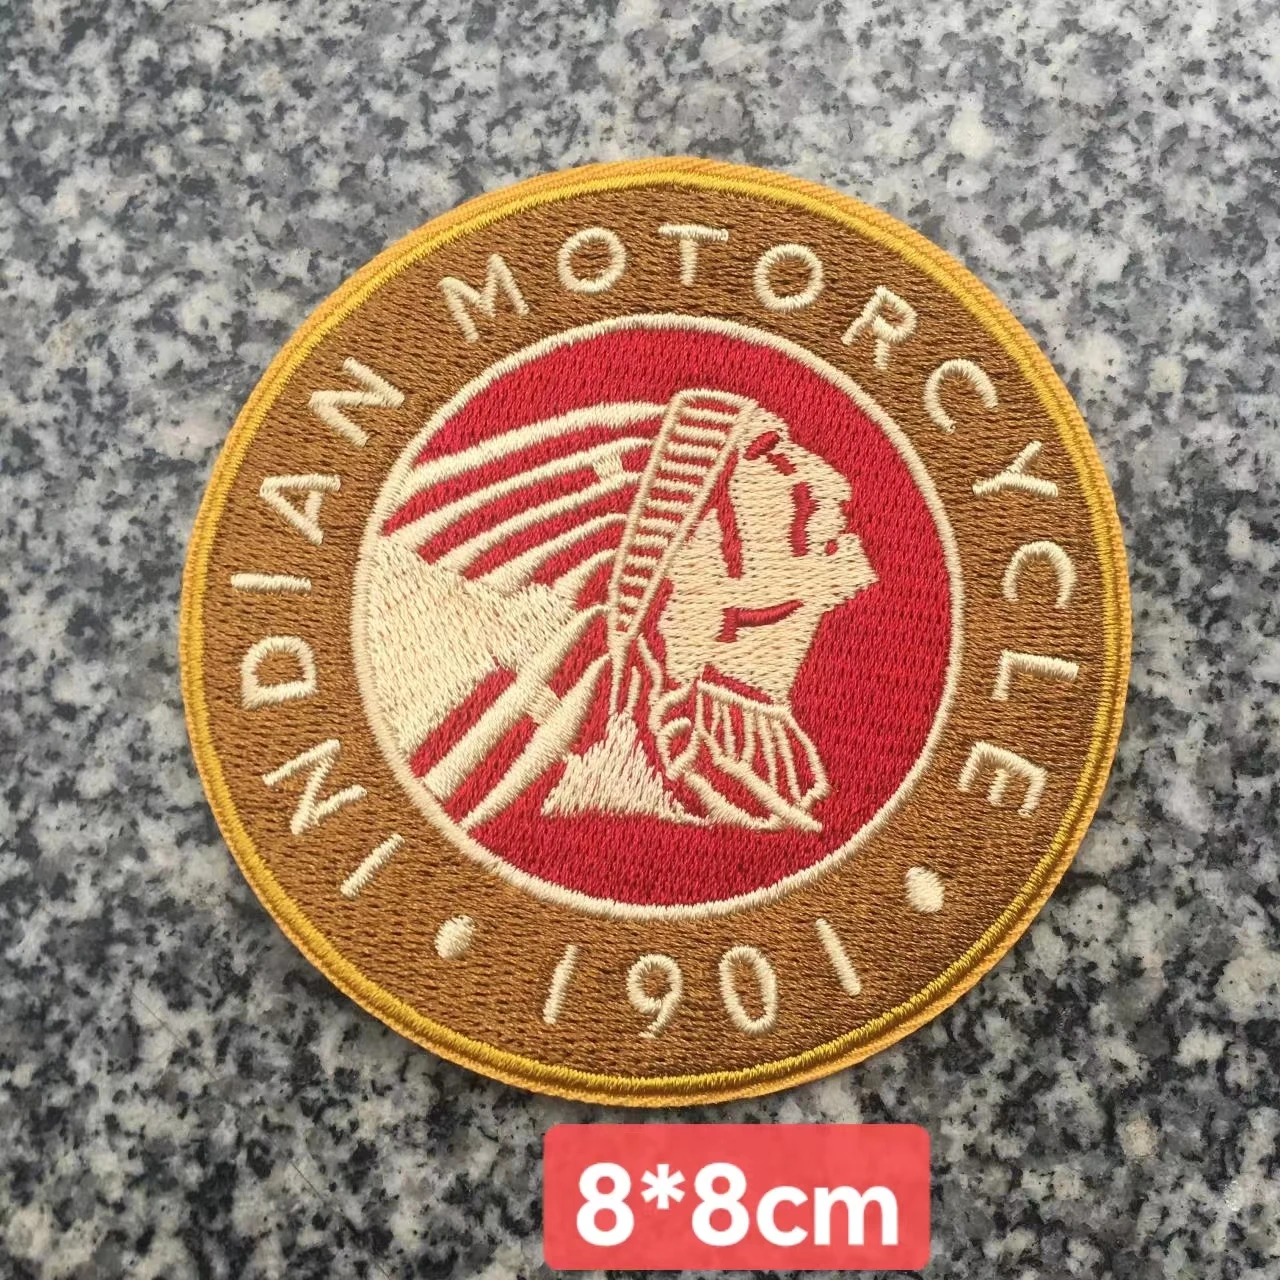 INDIAN MOTORCYCLE
• 1901 •
8*8cm